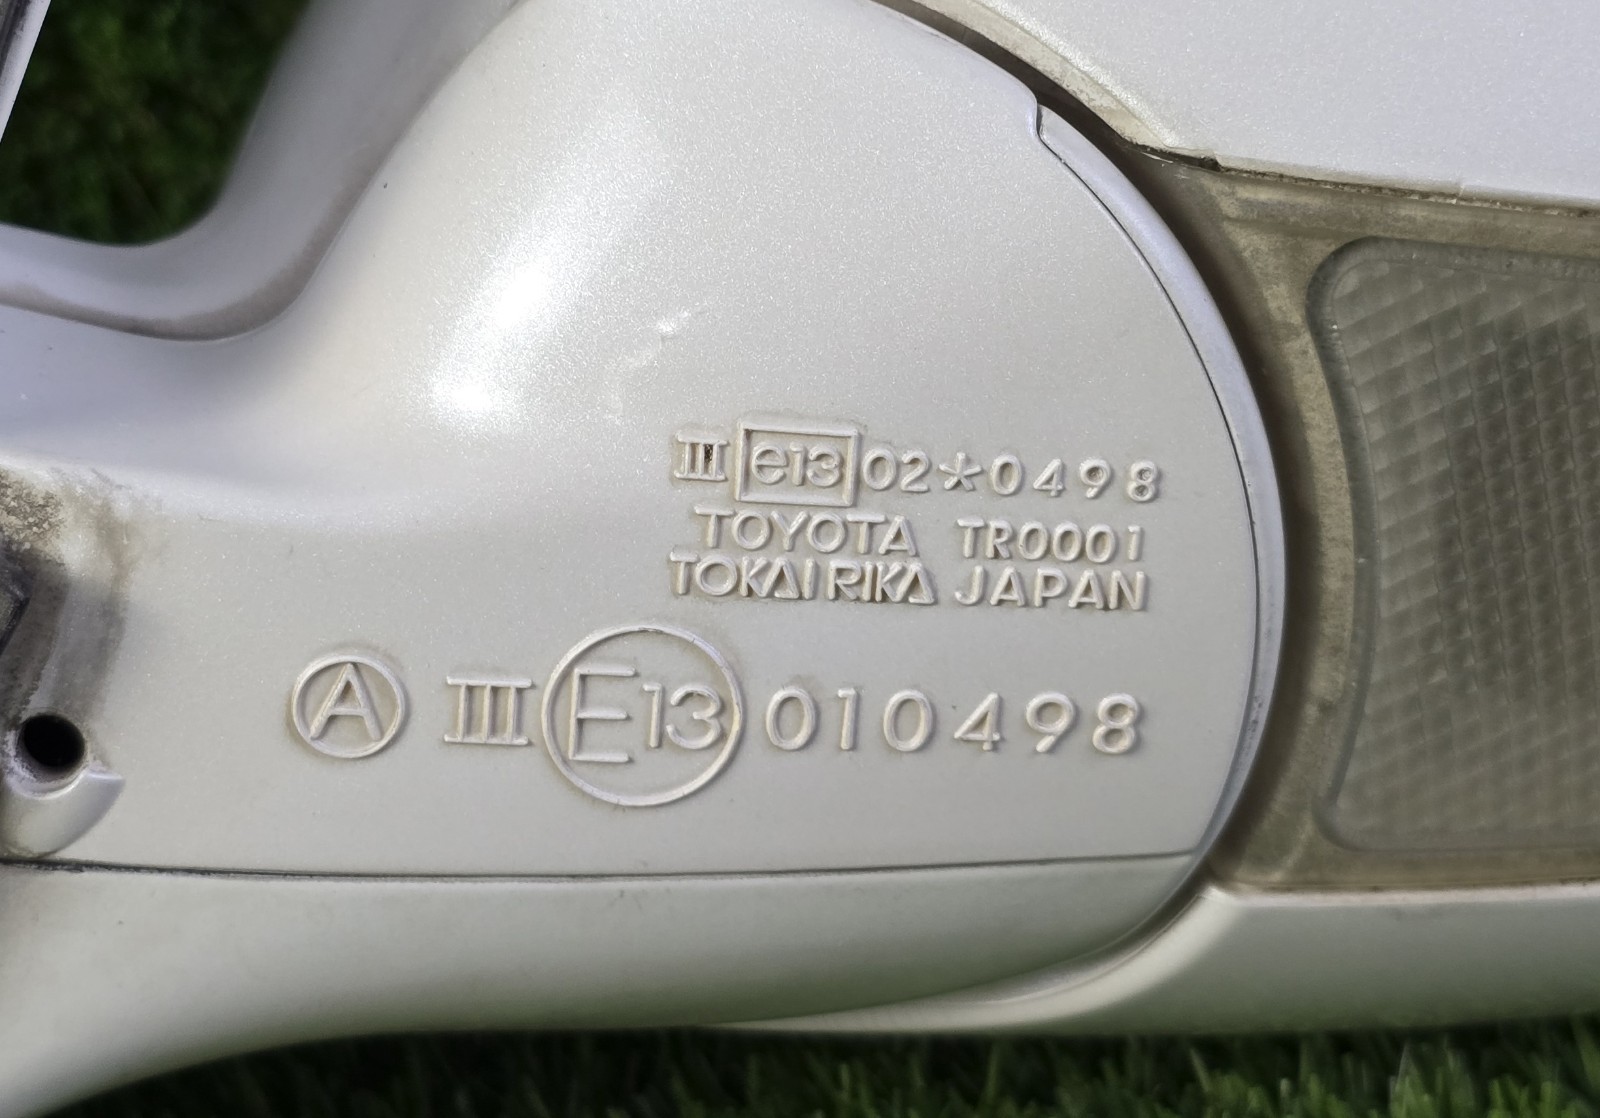 III e13 02*0498
TOYOTA TR0001
TOKAI RIKA JAPAN
A III E13 010498